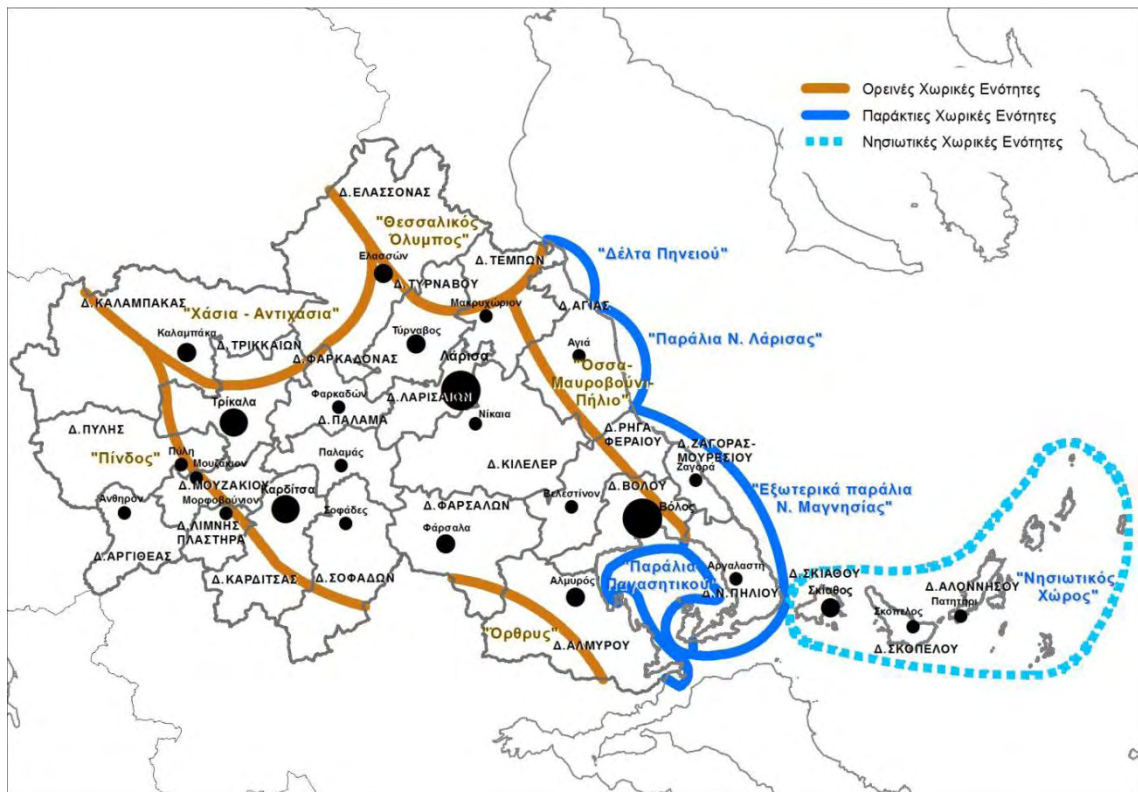 Ορεινές Χωρικές Ενότητες
Παράκτιες Χωρικές Ενότητες
Νησιωτικές Χωρικές Ενότητες
Δ.ΕΛΑΣΣΟΝΑΣ
"Θεσσαλικός
Όλυμπος"
Ελασσών
Δ.ΤΕΜΠΩΝ
"Δέλτα Πηνειού"
Δ.ΤΥΡΝΑΒΟΥ
Μακρυχώριον
Δ.ΚΑΛΑΜΠΑΚΑΣ
"Χάσια - Αντιχάσια"
Δ.ΑΓΙΑΣ
Καλαμπάκα
Δ.ΤΡΙΚΚΑΙΩΝ
Τύρναβος
Αγιά
"Παράλια Ν. Λάρισας"
Δ.ΦΑΡΚΑΔΟΝΑΣ
Λάρισα
"Όσσα-
Μαυροβούνι-
Πήλιο"
Φαρκαδών
Δ.ΛΑΡΙΣΑΙΩΝ
Τρίκαλα
Δ.ΠΑΛΑΜΑ
Νίκαια
Δ.ΠΥΛΗΣ
Δ.ΡΗΓΑ
ΦΕΡΑΙΟΥ
Δ.ΖΑΓΟΡΑΣ-
ΜΟΥΡΕΣΙΟΥ
Ζαγορά
"Πίνδος"
Πύλη
Μουζάκιον
Παλαμάς
Δ.ΚΙΛΕΛΕΡ
Δ.ΜΟΥΖΑΚΙΟΥ
Δ.ΒΟΛΟΥ
"Εξωτερικά παράλια
Ν. Μαγνησίας"
Ανθηρόν
Μορφοβούνιον
Καρδίτσα
Σοφάδες
Δ.ΦΑΡΣΑΛΩΝ
Βελεστίνον
Βόλος
Δ.ΛΙΜΝΗΣ
ΠΛΑΣΤΗΡΑ
Φάρσαλα
Δ.ΑΡΓΙΘΕΑΣ
"Παράλια
Παγασητικού"
Αργαλαστή
Δ.ΚΑΡΔΙΤΣΑΣ
Δ.ΣΟΦΑΔΩΝ
Αλμυρός
Δ.Ν.ΠΗΛΙΟΥ
Δ.ΣΚΙΑΘΟΥ
Σκίαθος
Δ.ΑΛΟΝΝΗΣΟΥ
Πατητήρι
"Νησιωτικός
Χώρος"
Σκόπελος
Δ.ΣΚΟΠΕΛΟΥ
"Όρθρυς"
Δ.ΑΛΜΥΡΟΥ